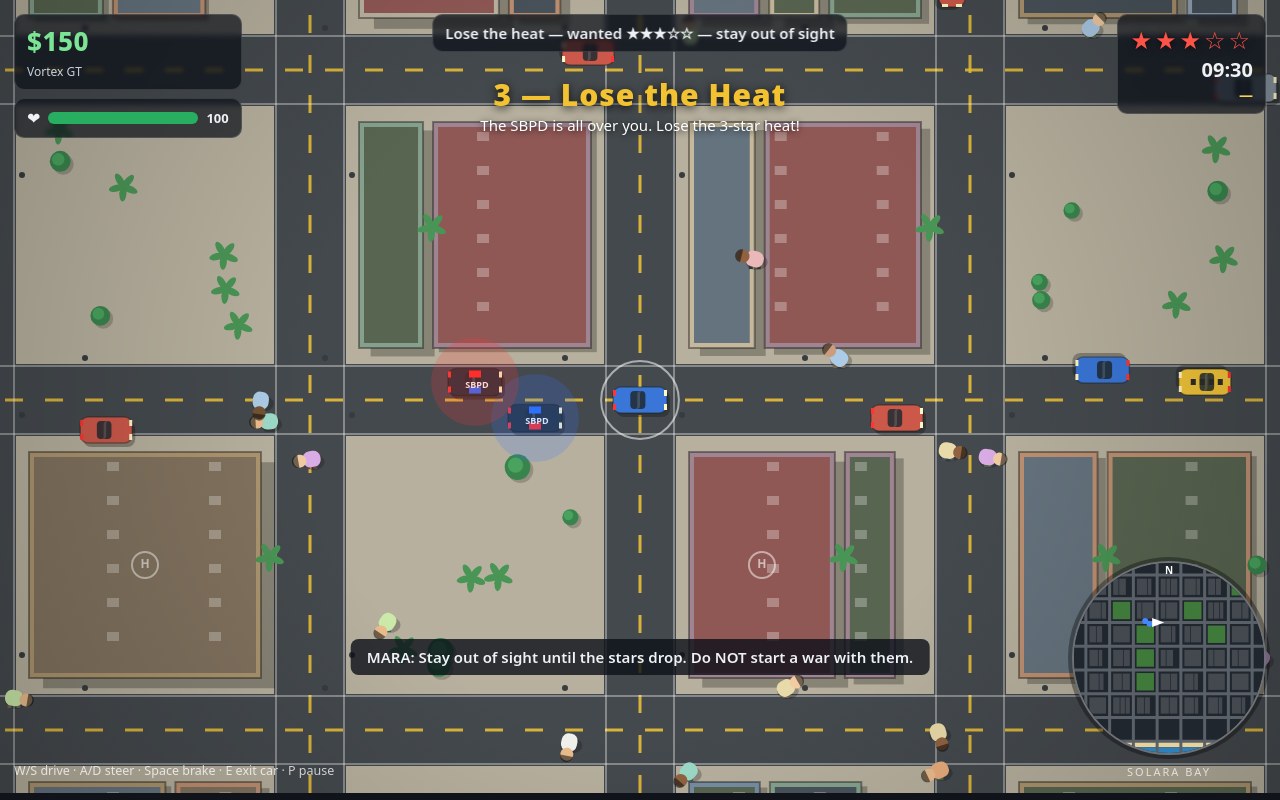 $150
Vortex GT
100
Lose the heat — wanted ★★★☆☆ — stay out of sight
★★★☆☆
09:30
—
3 — Lose the Heat
The SBPD is all over you. Lose the 3-star heat!
SBPD
SBPD
H
H
N
MARA: Stay out of sight until the stars drop. Do NOT start a war with them.
W/S drive · A/D steer · Space brake · E exit car · P pause
SOLARA BAY